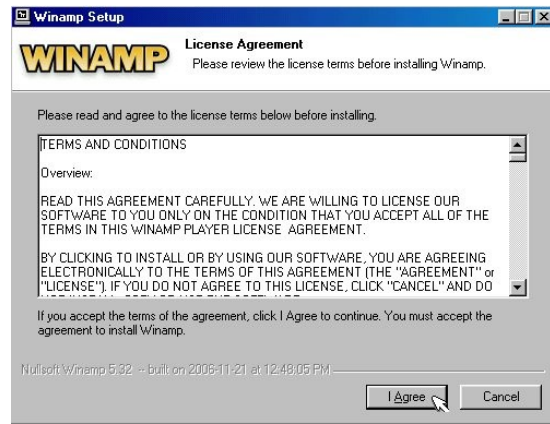 Winamp Setup
WINAMP
License Agreement
Please review the license terms before installing Winamp.
Please read and agree to the license terms below before installing.
TERMS AND CONDITIONS
Overview:
READ THIS AGREEMENT CAREFULLY. WE ARE WILLING TO LICENSE OUR
SOFTWARE TO YOU ONLY ON THE CONDITION THAT YOU ACCEPT ALL OF THE
TERMS IN THIS WINAMP PLAYER LICENSE  AGREEMENT.
BY CLICKING TO INSTALL OR BY USING OUR SOFTWARE, YOU ARE AGREEING
ELECTRONICALLY TO THE TERMS OF THIS AGREEMENT (THE "AGREEMENT" or
"LICENSE"). IF YOU DO NOT AGREE TO THIS LICENSE, CLICK "CANCEL" AND DO
If you accept the terms of the agreement, click I Agree to continue. You must accept the
agreement to install Winamp.
Nullsoft Winamp 5.32 -- built on 2006-11-21 at 12:48:05 PM
I Agree
Cancel